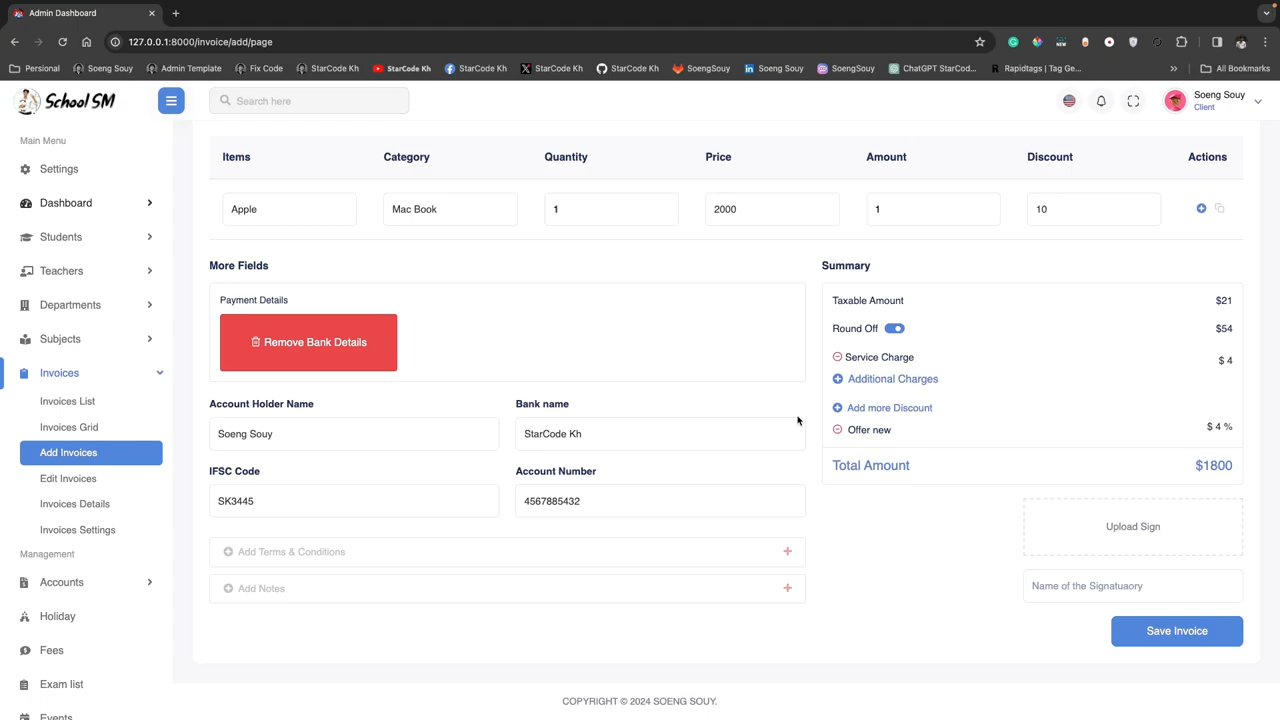 Admin Dashboard
127.0.0.1:8000/invoice/add/page
Personal
Soeng Souy
Admin Template
Fix Code
StarCode Kh
StarCode Kh
StarCode Kh
StarCode Kh
StarCode Kh
SoengSouy
Soeng Souy
SoengSouy
ChatGPT StarCod...
Rapidtags | Tag Ge...
»
All Bookmarks
School SM
Search here
Soeng Souy
Client
Main Menu
Settings
Dashboard
Students
Teachers
Departments
Subjects
Invoices
Invoices List
Invoices Grid
Add Invoices
Edit Invoices
Invoices Details
Invoices Settings
Management
Accounts
Holiday
Fees
Exam list
Events
Items Category Quantity Price Amount Discount Actions
Apple Mac Book 1 2000 1 10
More Fields
Payment Details
Remove Bank Details
Account Holder Name
Soeng Souy
Bank name
StarCode Kh
IFSC Code
SK3445
Account Number
4567885432
Add Terms & Conditions
Add Notes
Summary
Taxable Amount $21
Round Off $54
Service Charge $ 4
Additional Charges
Add more Discount
Offer new $ 4 %
Total Amount $1800
Upload Sign
Name of the Signatuaory
Save Invoice
COPYRIGHT © 2024 SOENG SOUY.